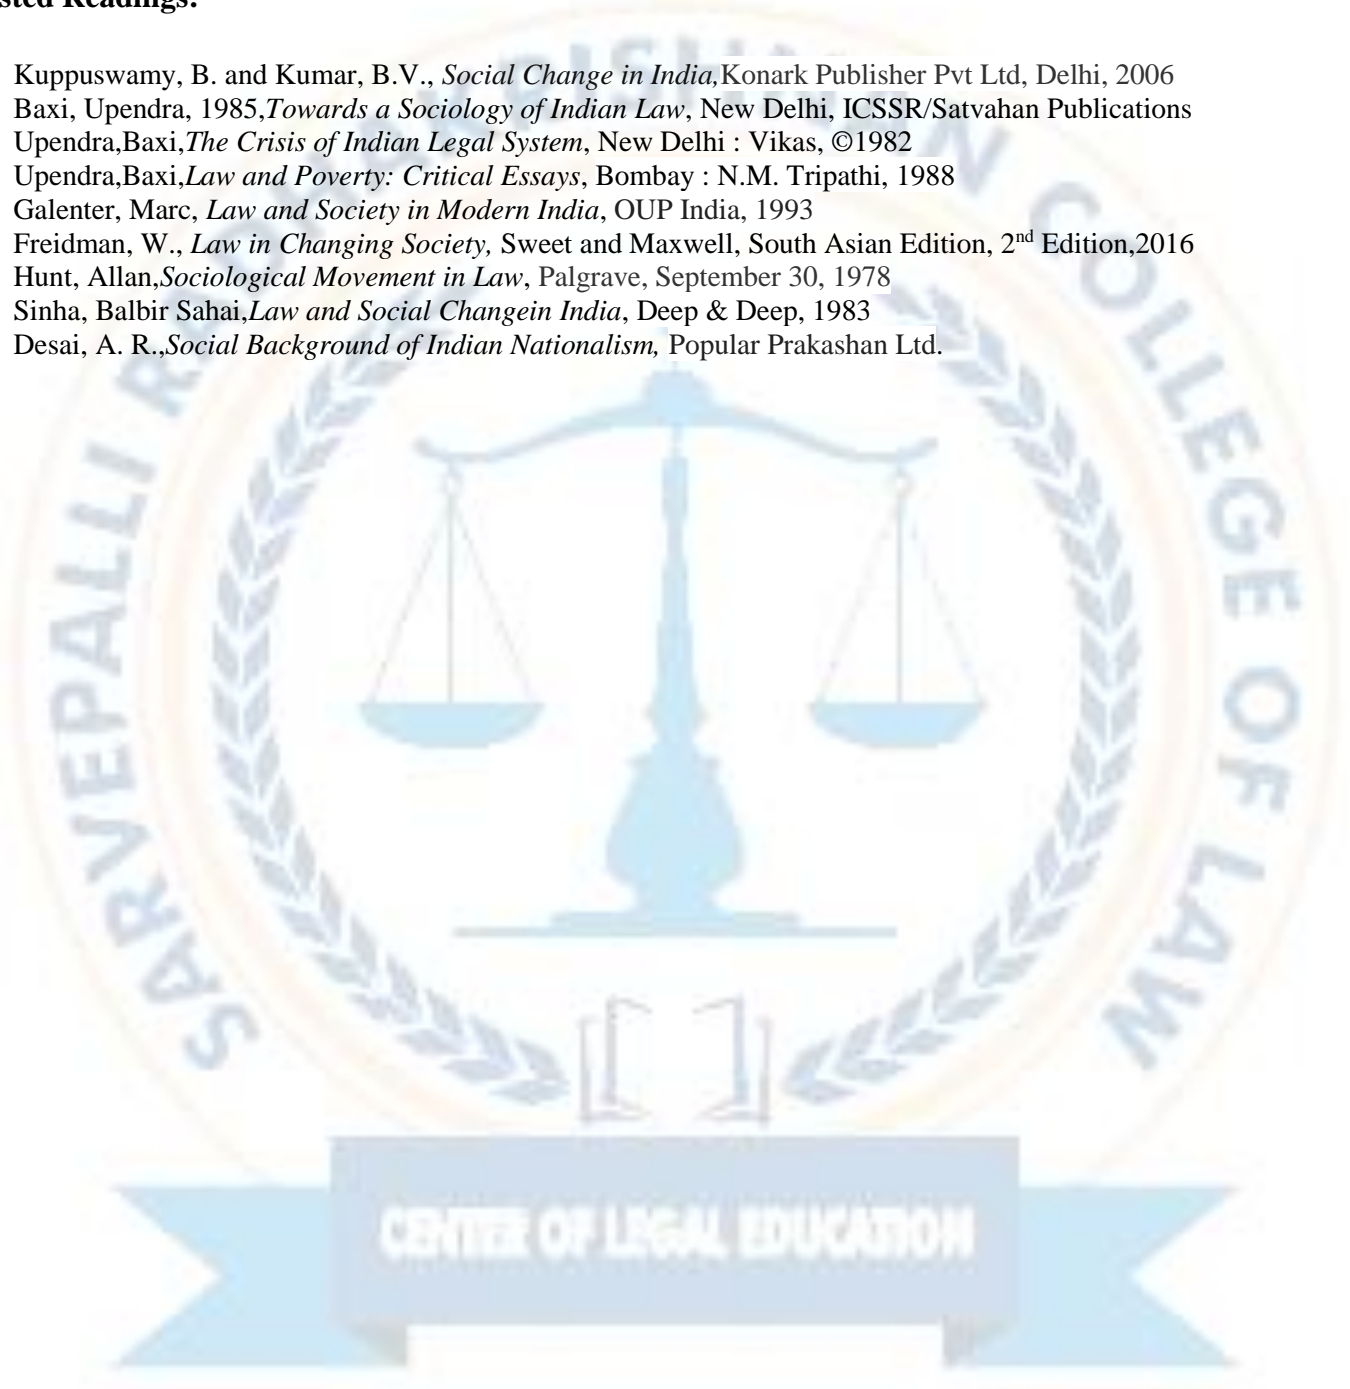 sted Readings:
Kuppuswamy, B. and Kumar, B.V., Social Change in India,Konark Publisher Pvt Ltd, Delhi, 2006
Baxi, Upendra, 1985,Towards a Sociology of Indian Law, New Delhi, ICSSR/Satvahan Publications
Upendra,Baxi,The Crisis of Indian Legal System, New Delhi : Vikas, ©1982
Upendra,Baxi,Law and Poverty: Critical Essays, Bombay : N.M. Tripathi, 1988
Galenter, Marc, Law and Society in Modern India, OUP India, 1993
Freidman, W., Law in Changing Society, Sweet and Maxwell, South Asian Edition, 2nd Edition,2016
Hunt, Allan,Sociological Movement in Law, Palgrave, September 30, 1978
Sinha, Balbir Sahai,Law and Social Changein India, Deep & Deep, 1983
Desai, A. R.,Social Background of Indian Nationalism, Popular Prakashan Ltd.
SARVEPALLI RADHAKRISHNAN COLLEGE OF LAW
CENTER OF LEGAL EDUCATION